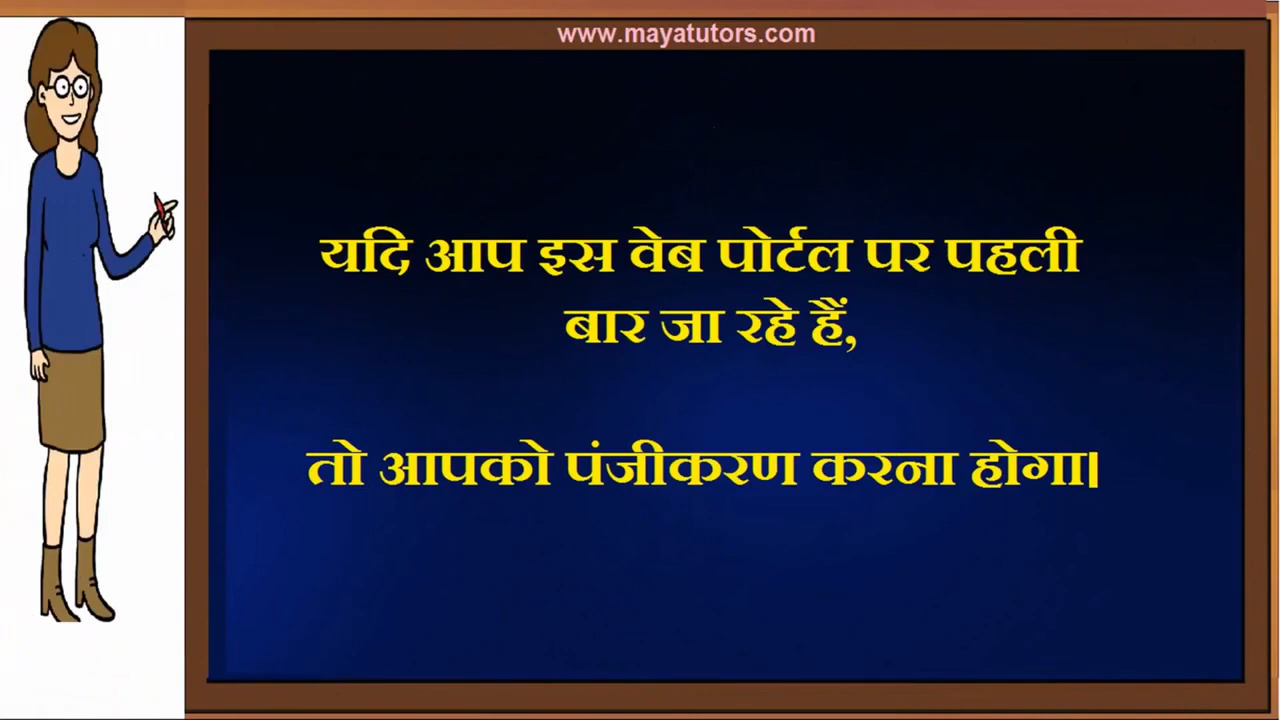 www.mayatutors.com
यदि आप इस वेब पोर्टल पर पहली
बार जा रहे हैं,
तो आपको पंजीकरण करना होगा।